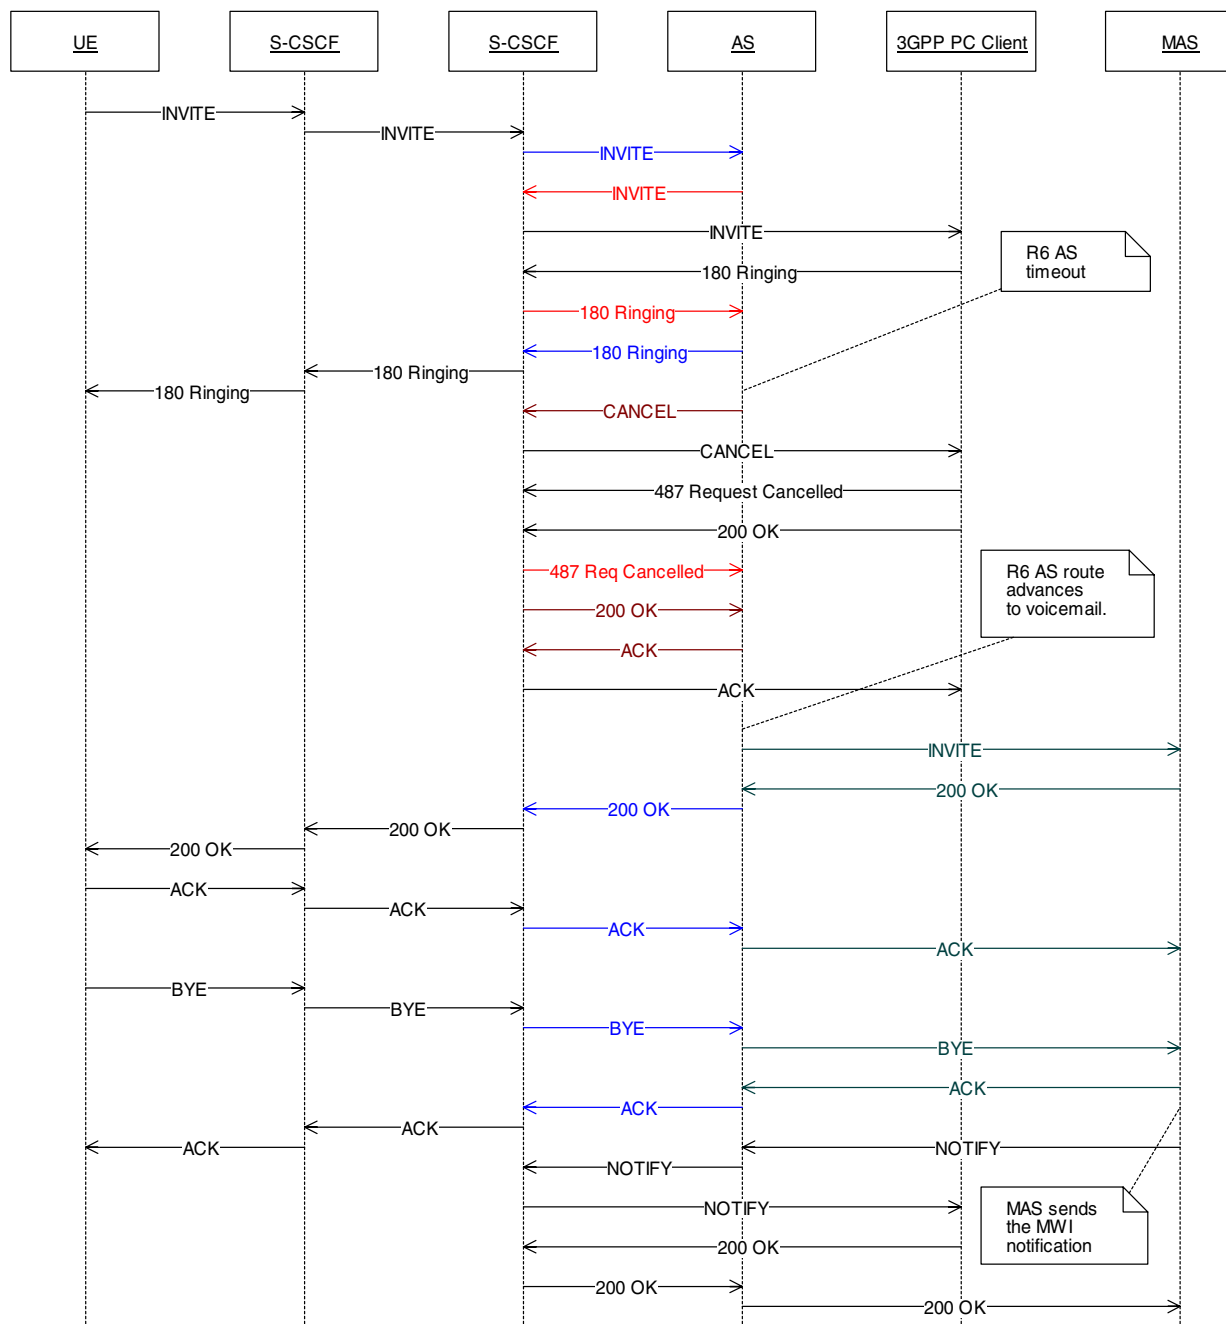 UE
S-CSCF
S-CSCF
AS
3GPP PC Client
MAS
INVITE
INVITE
INVITE
INVITE
INVITE
R6 AS
timeout
180 Ringing
180 Ringing
180 Ringing
180 Ringing
180 Ringing
CANCEL
CANCEL
487 Request Cancelled
200 OK
487 Req Cancelled
R6 AS route
advances
to voicemail.
200 OK
ACK
ACK
INVITE
200 OK
200 OK
200 OK
200 OK
ACK
ACK
ACK
ACK
BYE
BYE
BYE
BYE
ACK
ACK
ACK
ACK
NOTIFY
NOTIFY
NOTIFY
MAS sends
the MWI
notification
200 OK
200 OK
200 OK